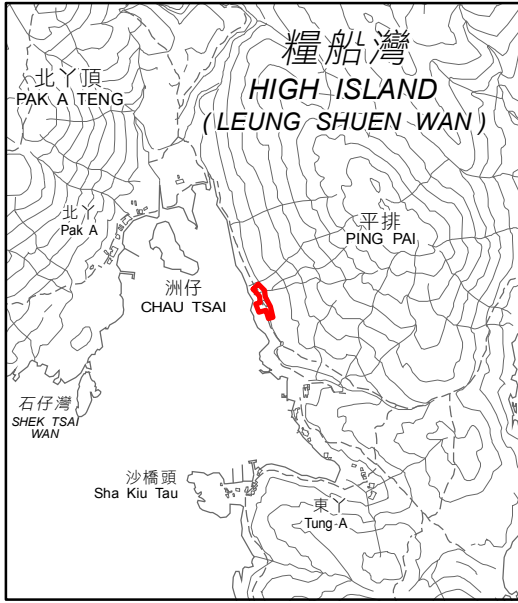 糧船灣
HIGH ISLAND
(LEUNG SHUEN WAN)
北丫頂
PAK A TENG
北丫
Pak A
平排
PING PAI
洲仔
CHAU TSAI
石仔灣
SHEK TSAI
WAN
沙橋頭
Sha Kiu Tau
東丫
Tung A